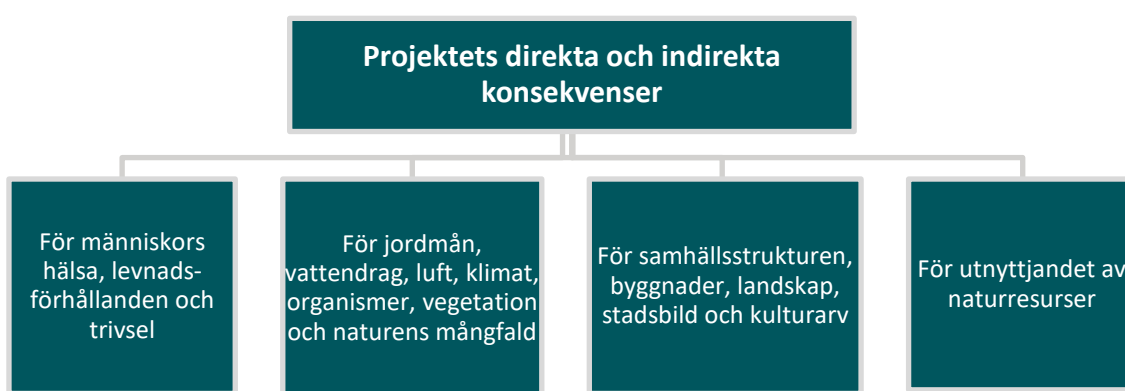 Projektets direkta och indirekta
konsekvenser
För människors
hälsa, levnads-
förhållanden och
trivsel
För jordmån,
vattendrag, luft, klimat,
organismer, vegetation
och naturens mångfald
För samhällsstrukturen,
byggnader, landskap,
stadsbild och kulturarv
För utnyttjandet av
naturresurser